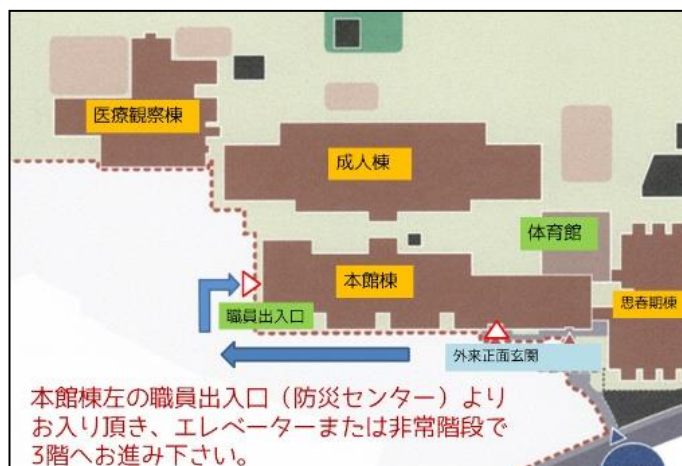 医療観察棟
成人棟
体育館
本館棟
思春期棟
職員出入口
外来正面玄関
本館棟左の職員出入口（防災センター）より
お入り頂き、エレベーターまたは非常階段で
3階へお進み下さい。